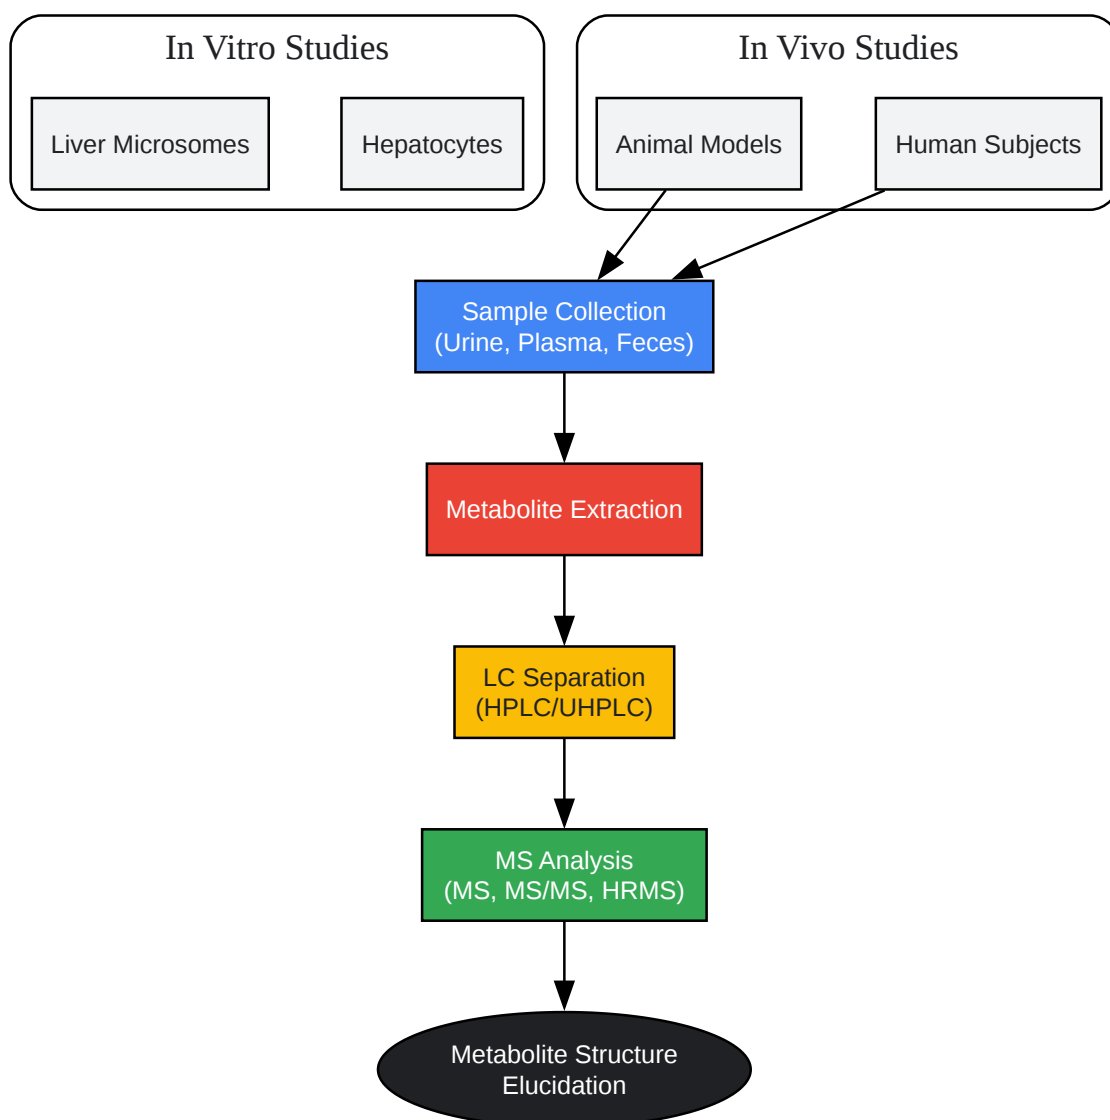 In Vitro Studies
In Vivo Studies
Liver Microsomes
Hepatocytes
Animal Models
Human Subjects
Sample Collection
(Urine, Plasma, Feces)
Metabolite Extraction
LC Separation
(HPLC/UHPLC)
MS Analysis
(MS, MS/MS, HRMS)
Metabolite Structure
Elucidation